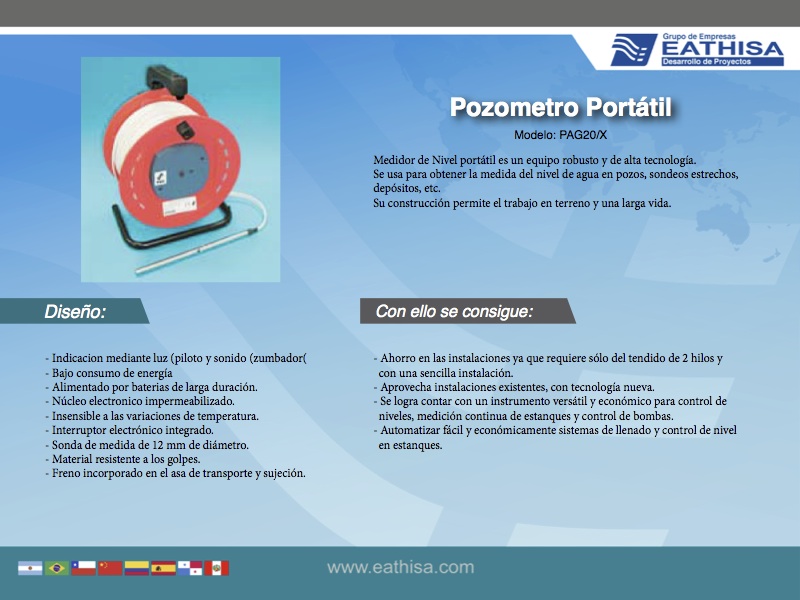 Grupo de Empresas
EATHISA
Desarrollo de Proyectos
Pozometro Portátil
Modelo: PAG20/X
Medidor de Nivel portátil es un equipo robusto y de alta tecnología.
Se usa para obtener la medida del nivel de agua en pozos, sondeos estrechos,
depósitos, etc.
Su construcción permite el trabajo en terreno y una larga vida.
Diseño:
- Indicacion mediante luz (piloto y sonido (zumbador(
- Bajo consumo de energía
- Alimentado por baterias de larga duración.
- Núcleo electronico impermeabilizado.
- Insensible a las variaciones de temperatura.
- Interruptor electrónico integrado.
- Sonda de medida de 12 mm de diámetro.
- Material resistente a los golpes.
- Freno incorporado en el asa de transporte y sujeción.
Con ello se consigue:
- Ahorro en las instalaciones ya que requiere sólo del tendido de 2 hilos y
con una sencilla instalación.
- Aprovecha instalaciones existentes, con tecnología nueva.
- Se logra contar con un instrumento versátil y económico para control de
niveles, medición continua de estanques y control de bombas.
- Automatizar fácil y económicamente sistemas de llenado y control de nivel
en estanques.
www.eathisa.com